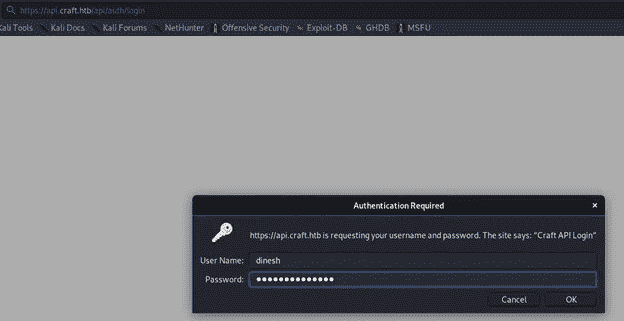 https://api.craft.htb/api/auth/login
Kali Tools Kali Docs Kali Forums NetHunter Offensive Security Exploit-DB GHDB MSFU
Authentication Required
https://api.craft.htb is requesting your username and password. The site says: “Craft API Login”
User Name: dinesh
Password: ●●●●●●●●●●●●●●
Cancel OK